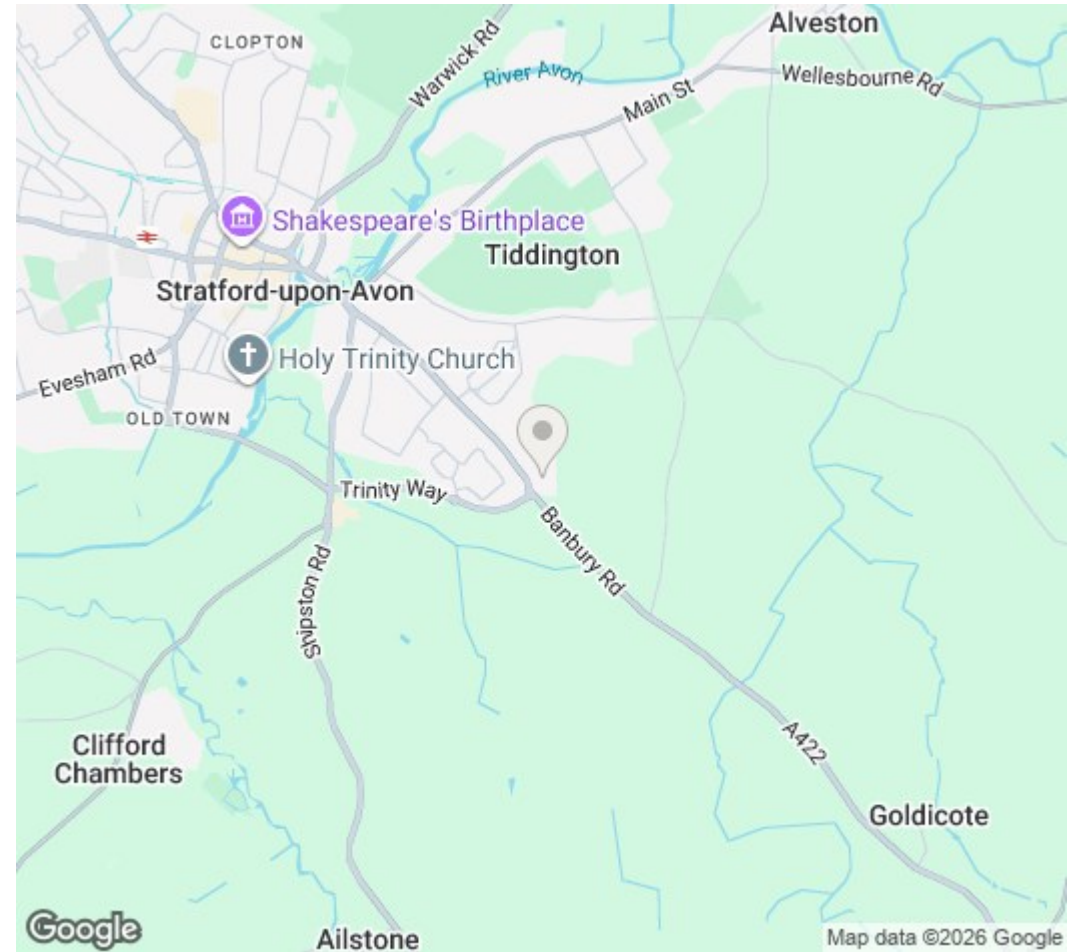 Alveston
CLOPTON
Warwick Rd
River Avon
Wellesbourne Rd
Main St
Shakespeare's Birthplace
Tiddington
Stratford-upon-Avon
Holy Trinity Church
Evesham Rd
OLD TOWN
Trinity Way
Banbury Rd
Shipston Rd
A422
Clifford
Chambers
Goldicote
Google
Ailstone
Map data ©2026 Google